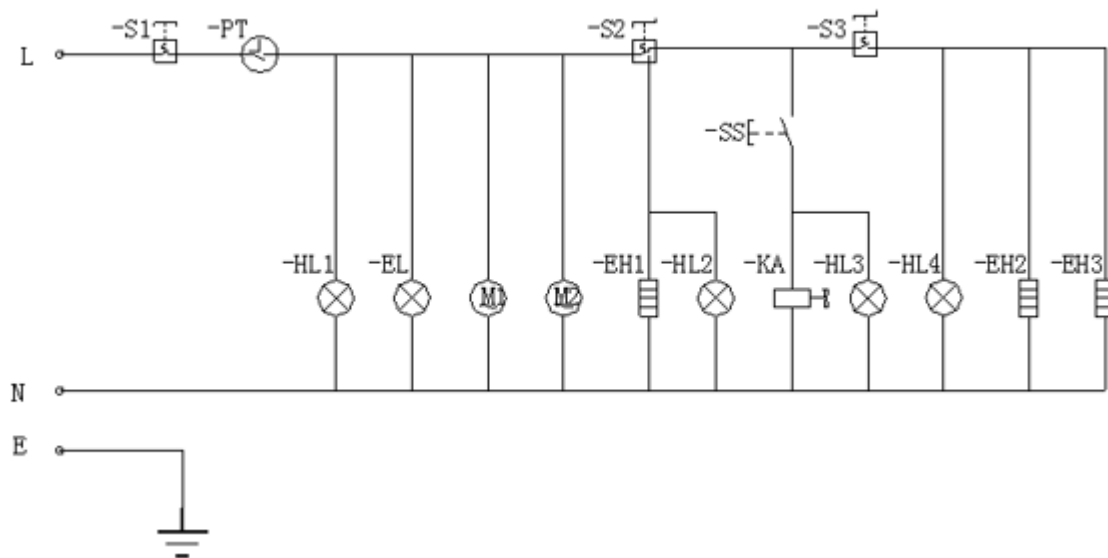 -S1 -PT -S2 -S3
L
-SS
-HL1 -EL -EH1 -HL2 -KA -HL3 -HL4 -EH2 -EH3
M1 M2
N
E